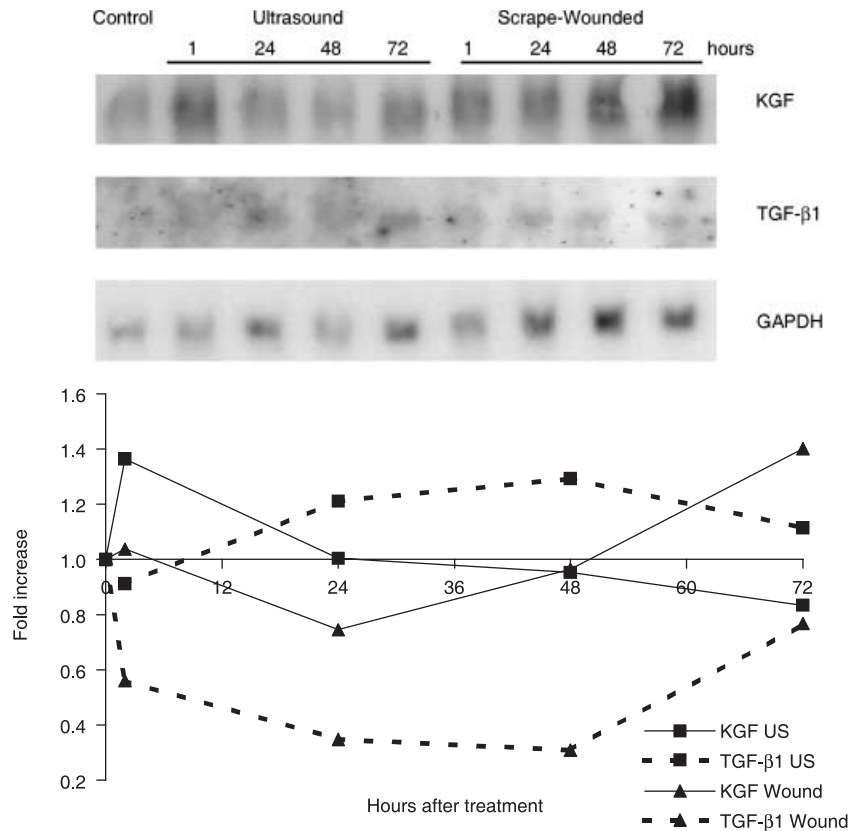 Control Ultrasound Scrape-Wounded
1 24 48 72 1 24 48 72 hours
KGF
TGF-β1
GAPDH
1.6
1.4
1.2
1.0
0 12 24 36 48 60 72
0.8
0.6
0.4
0.2
Fold increase
Hours after treatment
KGF US
TGF-β1 US
KGF Wound
TGF-β1 Wound